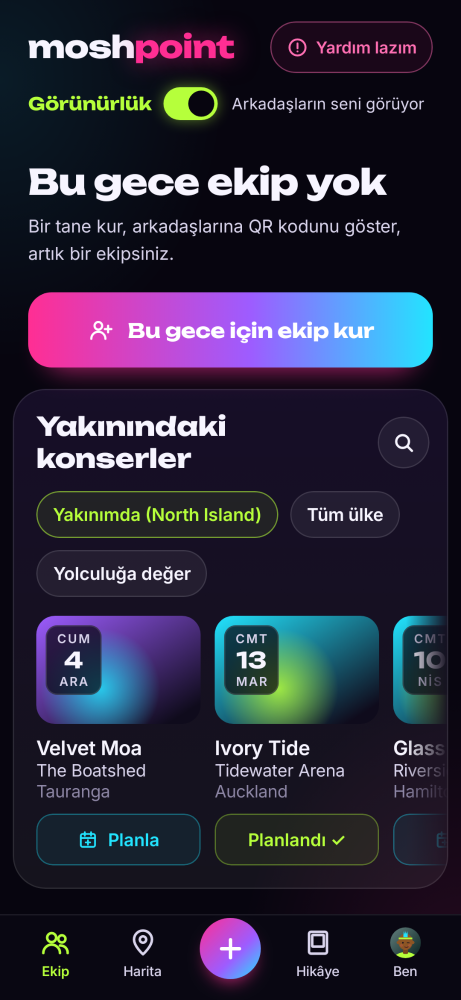 moshpoint
Yardım lazım
Görünürlük
Arkadaşların seni görüyor
Bu gece ekip yok
Bir tane kur, arkadaşlarına QR kodunu göster,
artık bir ekipsiniz.
Bu gece için ekip kur
Yakınındaki
konserler
Yakınımda (North Island)
Tüm ülke
Yolculuğa değer
CUM
4
ARA
Velvet Moa
The Boatshed
Tauranga
Planla
CMT
13
MAR
Ivory Tide
Tidewater Arena
Auckland
Planlandı
CMT
10
NİS
Glass
Ekip
Harita
Hikâye
Ben